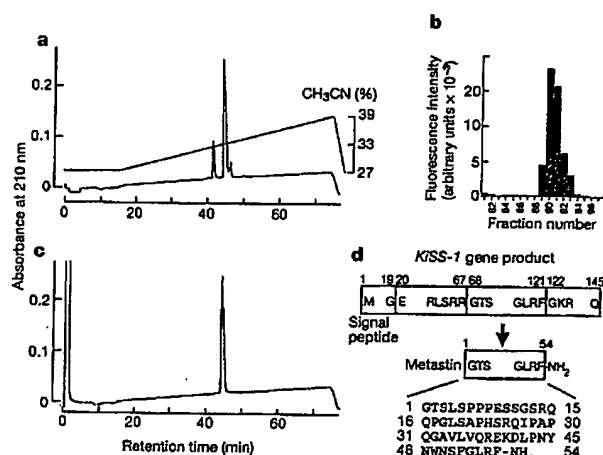 a
CH₃CN (%)
39
33
27
0.2
0.1
0
0 20 40 60
Absorbance at 210 nm
b
Fluorescence intensity
(arbitrary units × 10⁻³)
25
20
15
10
5
0
Fraction number
c
0.2
0.1
0
0 20 40 60
Retention time (min)
d
KiSS-1 gene product
1 19 20 67 68 121 122 145
M G E RLSRR GTS GLRF GKR Q
Signal
peptide
1 54
Metastin GTS GLRF-NH₂
1 GTSLSPPPESSGSRQ 15
16 QPGLSAPHSRQIPAP 30
31 QGAVLVQREKDLPNY 45
48 NWNSFGLRF-NH₂ 54